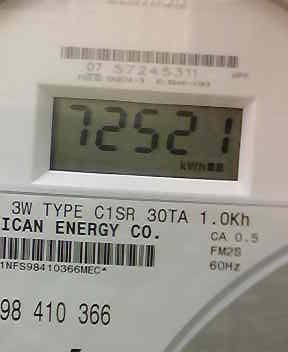 07 57245311
72521
kWh
3W TYPE C1SR 30TA 1.0Kh
ICAN ENERGY CO.
CA 0.5
FM2S
60Hz
1NFS98410366MEC*
98 410 366